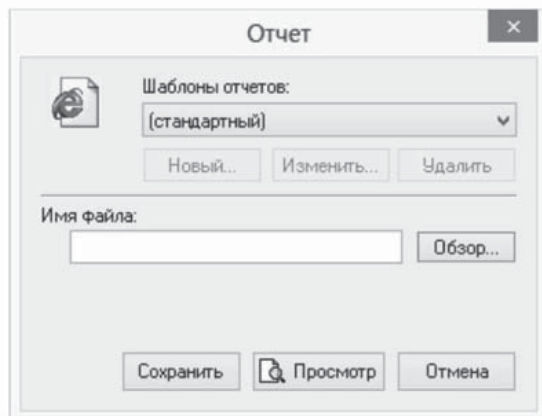 Отчет
Шаблоны отчетов:
(стандартный)
Новый... Изменить... Удалить
Имя файла:
Обзор...
Сохранить Просмотр Отмена